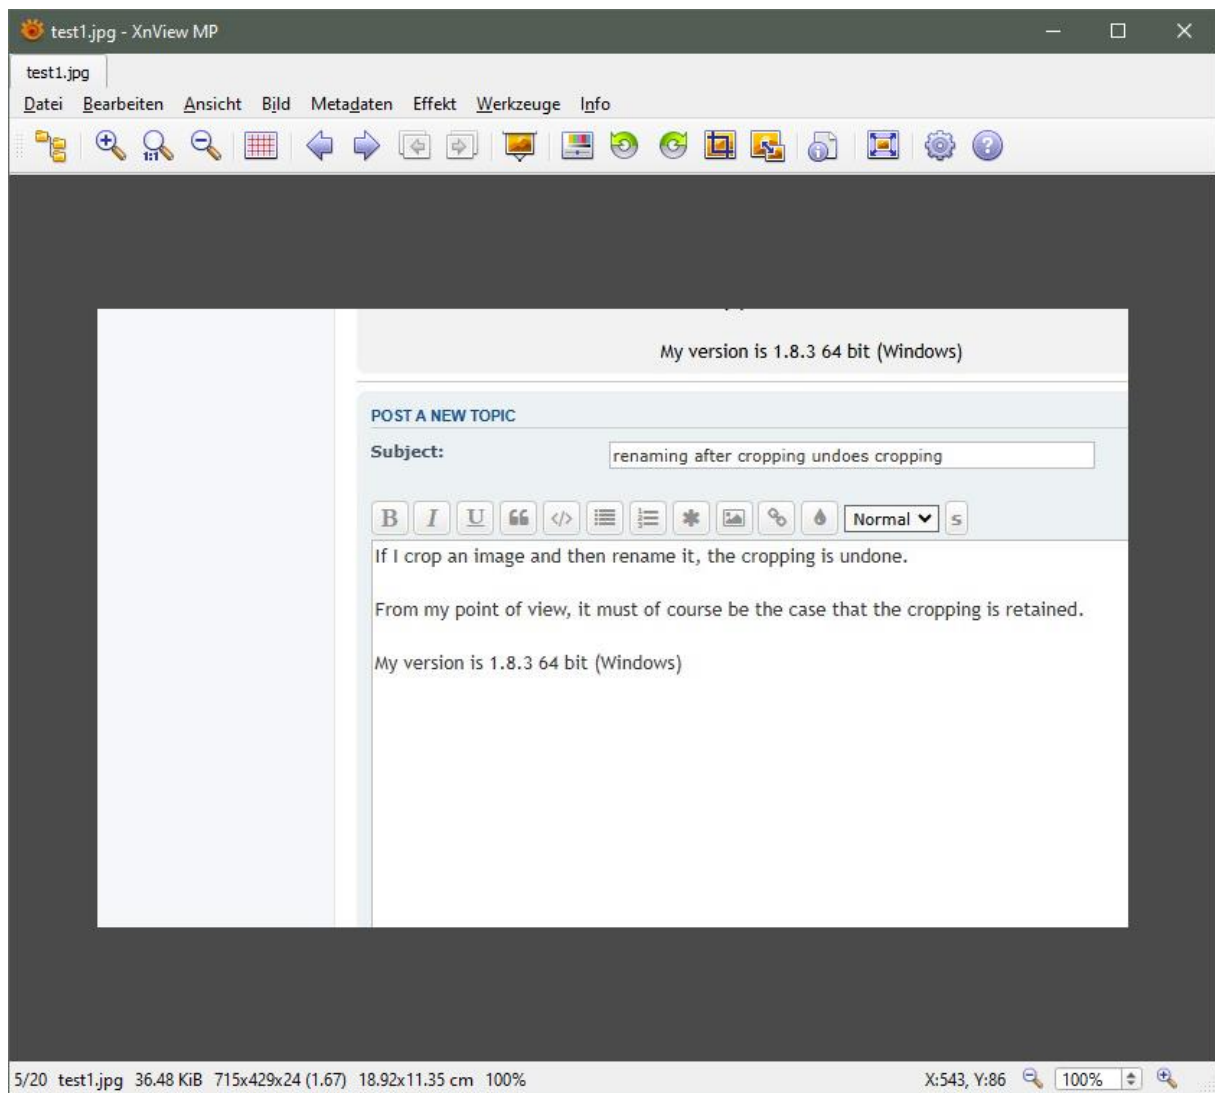 test1.jpg - XnView MP
test1.jpg
Datei Bearbeiten Ansicht Bild Metadaten Effekt Werkzeuge Info
1:1
My version is 1.8.3 64 bit (Windows)
POST A NEW TOPIC
Subject: renaming after cropping undoes cropping
B I U </> Normal S
If I crop an image and then rename it, the cropping is undone.
From my point of view, it must of course be the case that the cropping is retained.
My version is 1.8.3 64 bit (Windows)
5/20 test1.jpg 36.48 KiB 715x429x24 (1.67) 18.92x11.35 cm 100% X:543, Y:86 100%